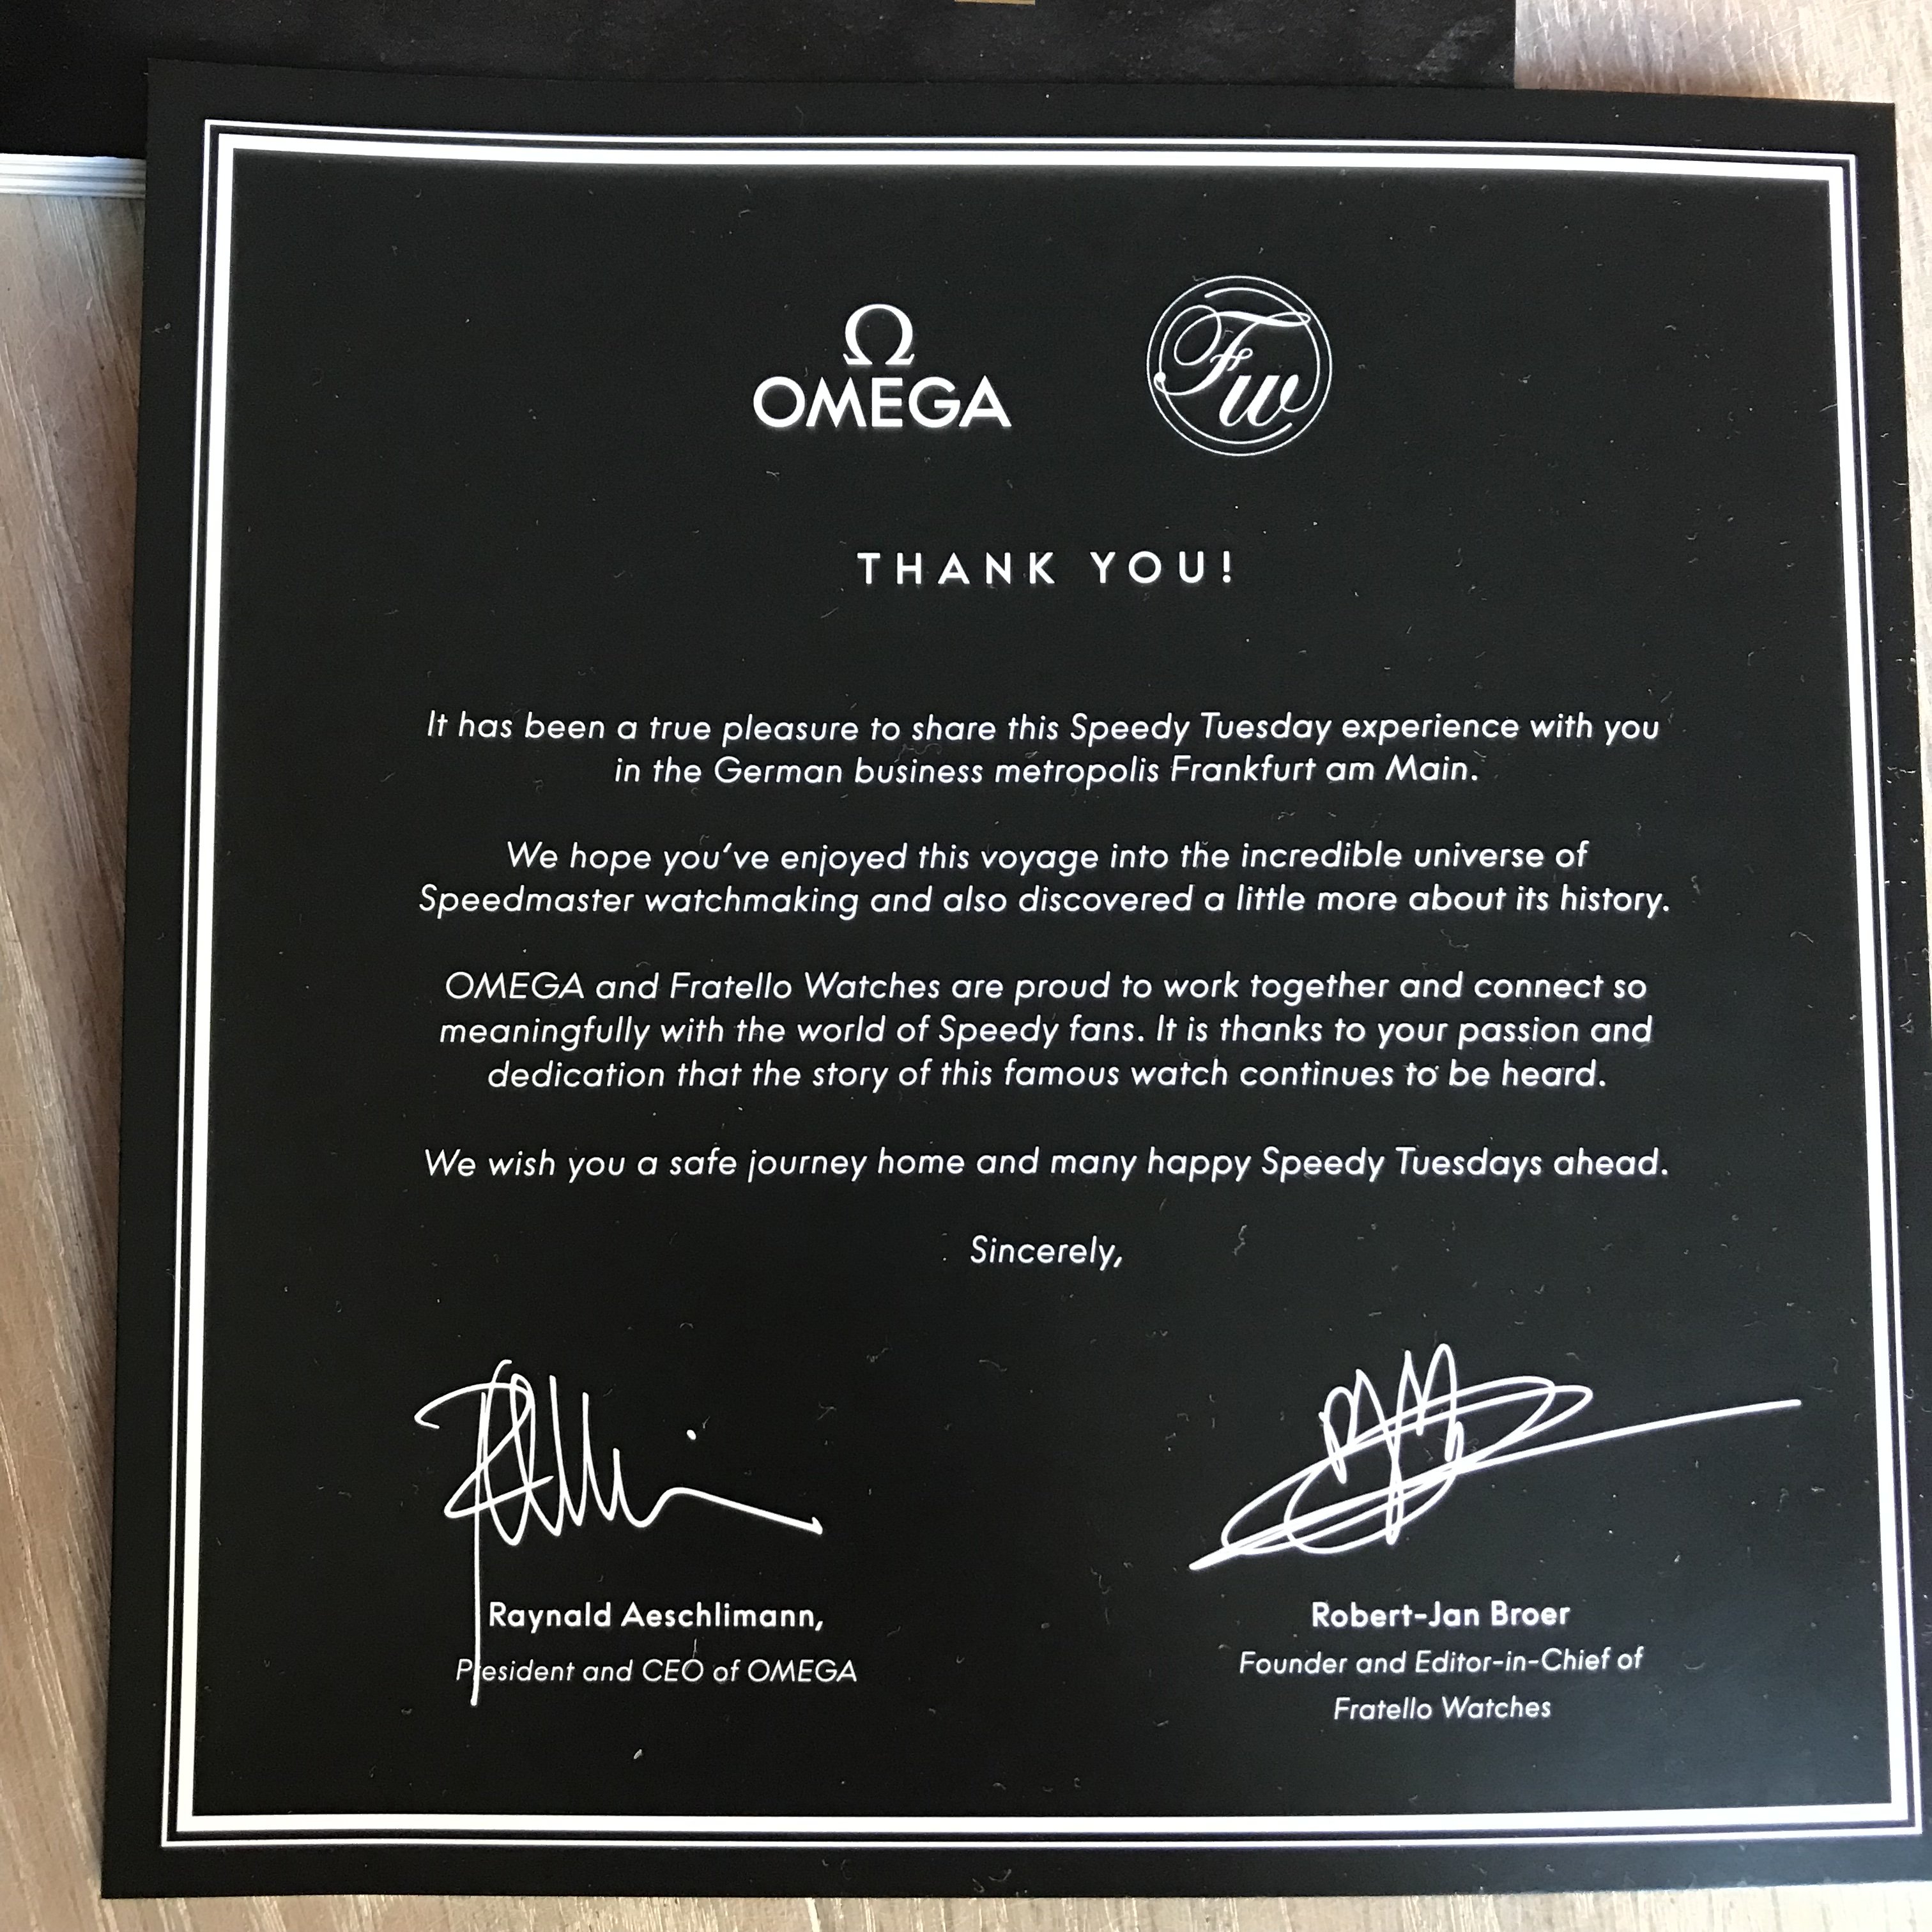 Ω
OMEGA
FW
THANK YOU!
It has been a true pleasure to share this Speedy Tuesday experience with you
in the German business metropolis Frankfurt am Main.
We hope you’ve enjoyed this voyage into the incredible universe of
Speedmaster watchmaking and also discovered a little more about its history.
OMEGA and Fratello Watches are proud to work together and connect so
meaningfully with the world of Speedy fans. It is thanks to your passion and
dedication that the story of this famous watch continues to be heard.
We wish you a safe journey home and many happy Speedy Tuesdays ahead.
Sincerely,
Raynald Aeschlimann,
President and CEO of OMEGA
Robert-Jan Broer
Founder and Editor-in-Chief of
Fratello Watches